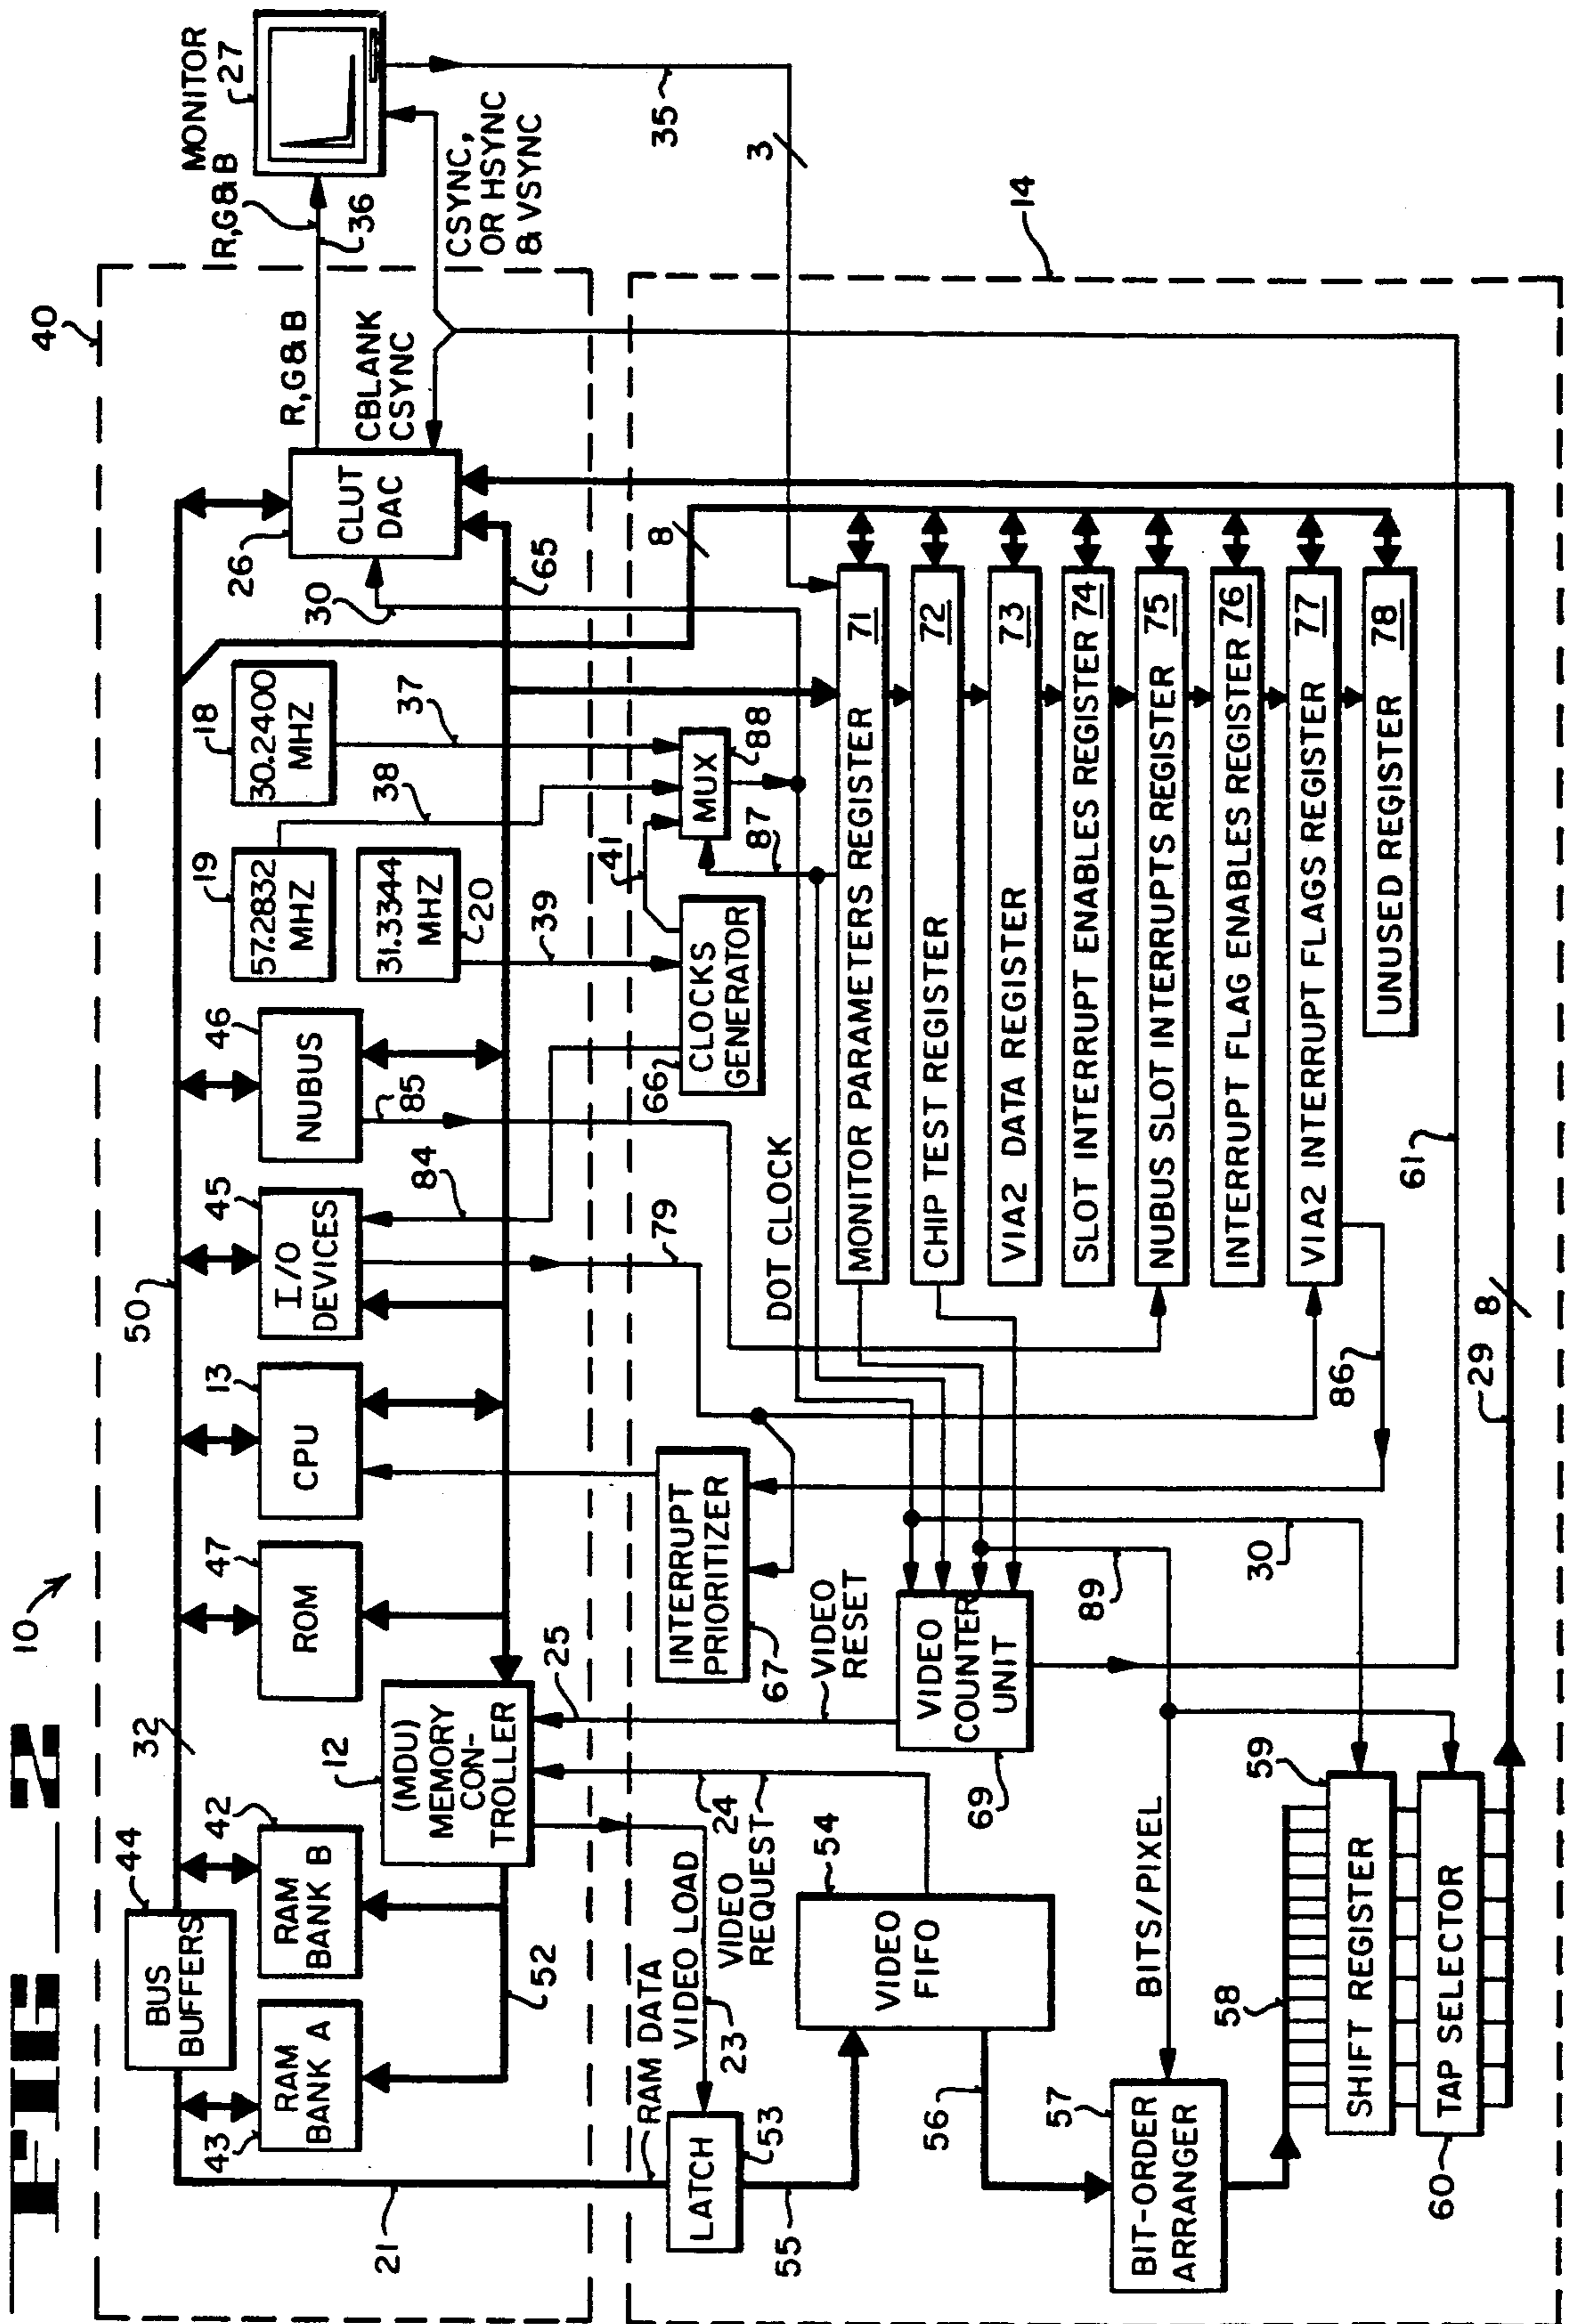 FIG 2
10
40
50
32
44
BUS
BUFFERS
43
RAM
BANK A
42
RAM
BANK B
12
(MDU)
MEMORY
CON-
TROLLER
47
ROM
13
CPU
45
I/O
DEVICES
46
NUBUS
19
57.2832
MHZ
18
30.2400
MHZ
31.3344
MHZ
20
26
CLUT
DAC
R,G&B
CBLANK
CSYNC
MONITOR
27
R,G&B
36
CSYNC,
OR HSYNC
& VSYNC
35
3
21
52
84
85
39
38
37
30
65
8
14
RAM DATA
VIDEO LOAD
23
24
VIDEO
REQUEST
25
VIDEO
RESET
INTERRUPT
PRIORITIZER
67
79
66
CLOCKS
GENERATOR
41
MUX
88
87
DOT CLOCK
LATCH
53
55
VIDEO
FIFO
54
56
VIDEO
COUNTER
UNIT
69
MONITOR PARAMETERS REGISTER 71
CHIP TEST REGISTER 72
VIA2 DATA REGISTER 73
SLOT INTERRUPT ENABLES REGISTER 74
NUBUS SLOT INTERRUPTS REGISTER 75
INTERRUPT FLAG ENABLES REGISTER 76
VIA2 INTERRUPT FLAGS REGISTER 77
UNUSED REGISTER 78
89
30
86
61
BITS/PIXEL
57
BIT-ORDER
ARRANGER
58
59
SHIFT REGISTER
TAP SELECTOR
60
29
8